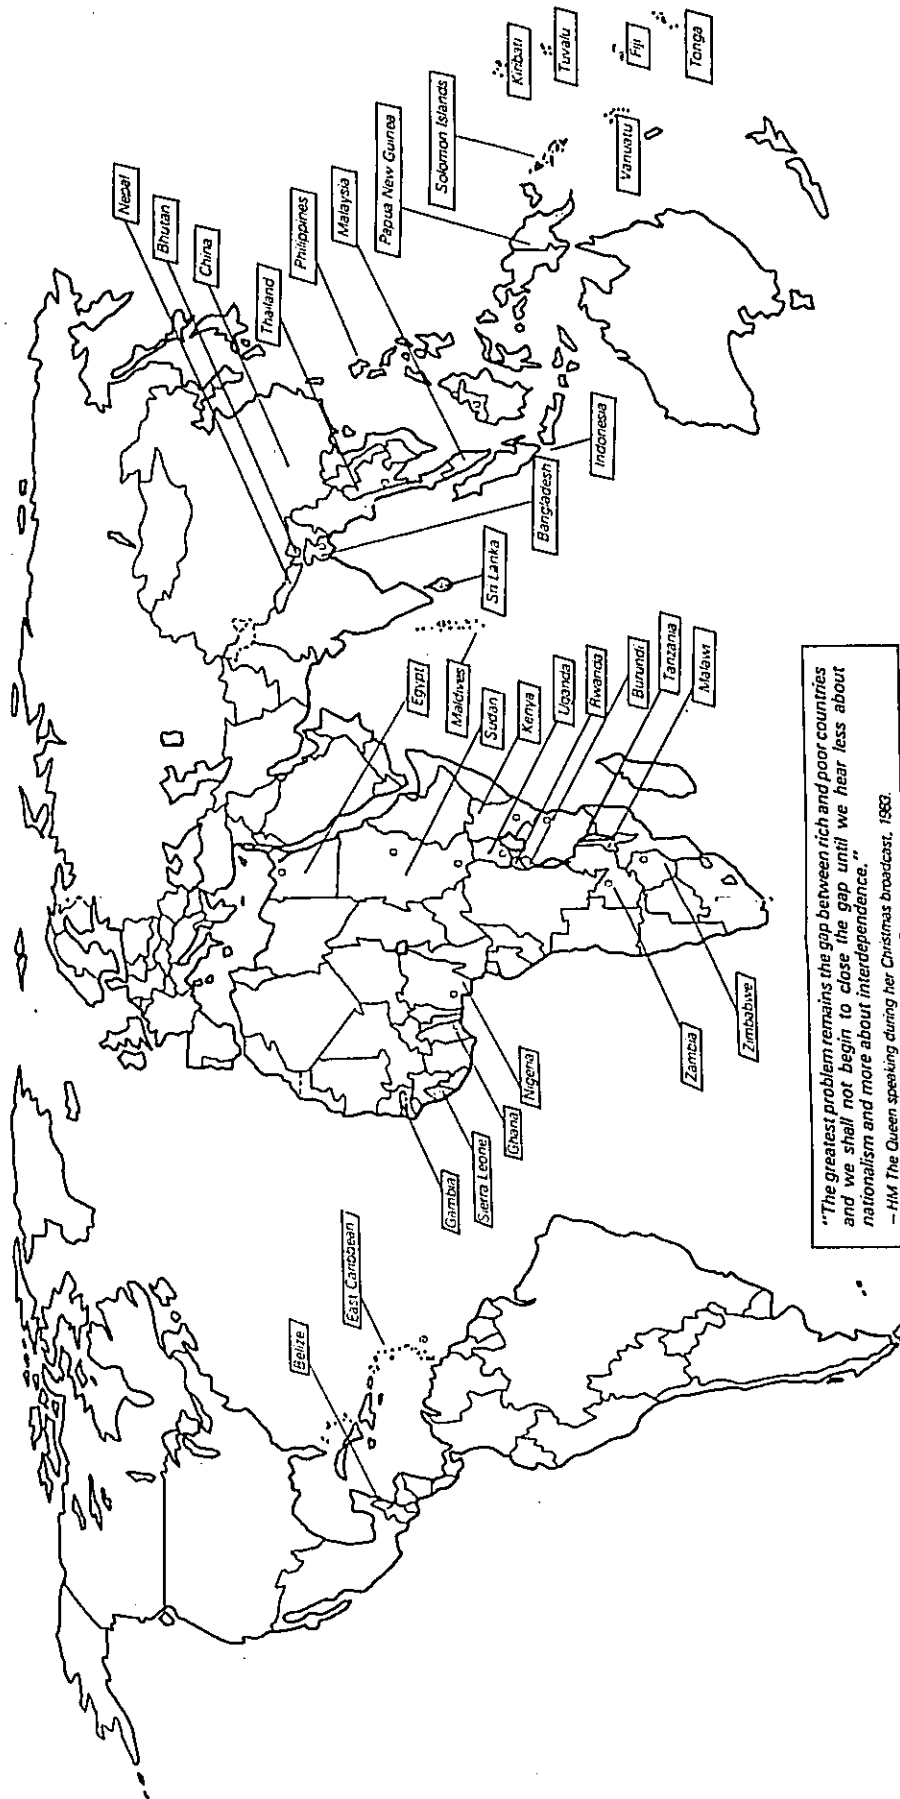 Nepal
Bhutan
China
Thailand
Philippines
Malaysia
Papua New Guinea
Solomon Islands
Kiribati
Tuvalu
Fiji
Tonga
Vanuatu
Indonesia
Bangladesh
Sri Lanka
Maldives
Egypt
Sudan
Kenya
Uganda
Rwanda
Burundi
Tanzania
Malawi
Zimbabwe
Zambia
Nigeria
Ghana
Sierra Leone
Gambia
East Caribbean
Belize
"The greatest problem remains the gap between rich and poor countries
and we shall not begin to close the gap until we hear less about
nationalism and more about interdependence."
– HM The Queen speaking during her Christmas broadcast, 1983.